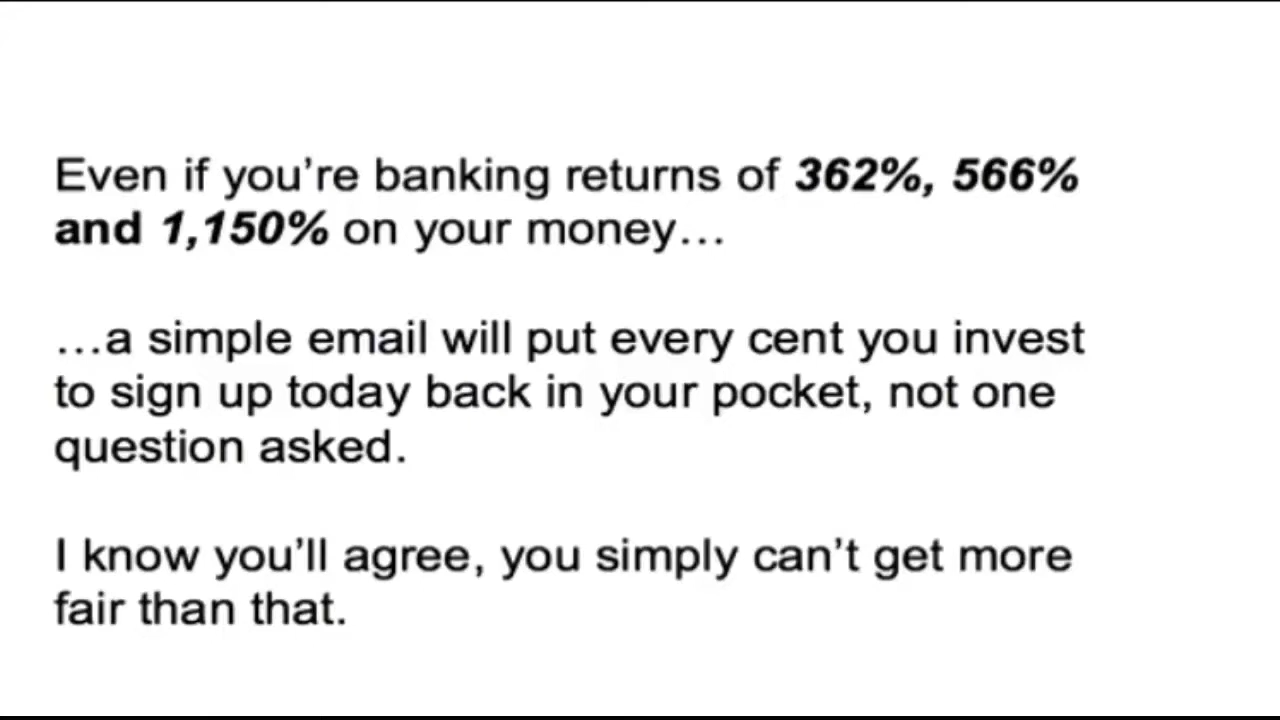 Even if you’re banking returns of 362%, 566%
and 1,150% on your money…
…a simple email will put every cent you invest
to sign up today back in your pocket, not one
question asked.
I know you’ll agree, you simply can’t get more
fair than that.